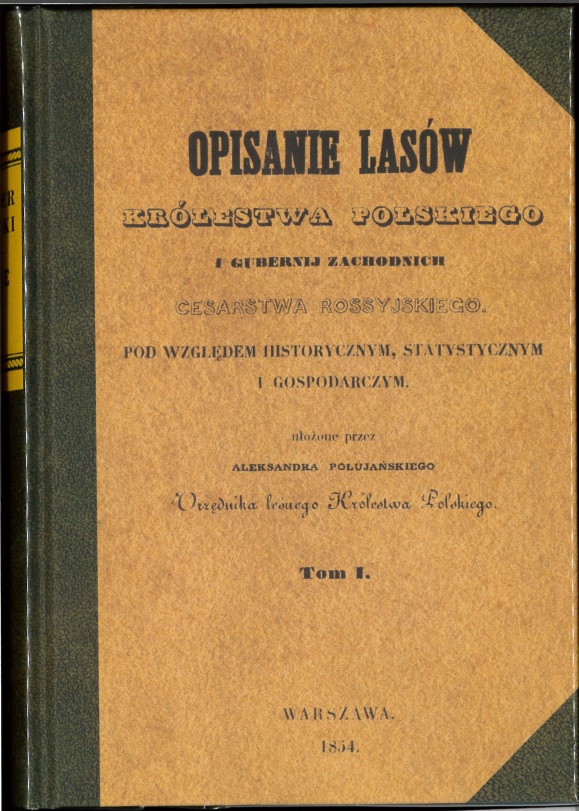 OPISANIE LASÓW
KRÓLESTWA POLSKIEGO
I GUBERNIJ ZACHODNICH
CESARSTWA ROSSYJSKIEGO.
POD WZGLĘDEM HISTORYCZNYM, STATYSTYCZNYM
I GOSPODARCZYM.
ułożone przez
ALEKSANDRA POŁUJAŃSKIEGO
Urzędnika leśnego Królestwa Polskiego.
Tom I.
WARSZAWA.
1854.